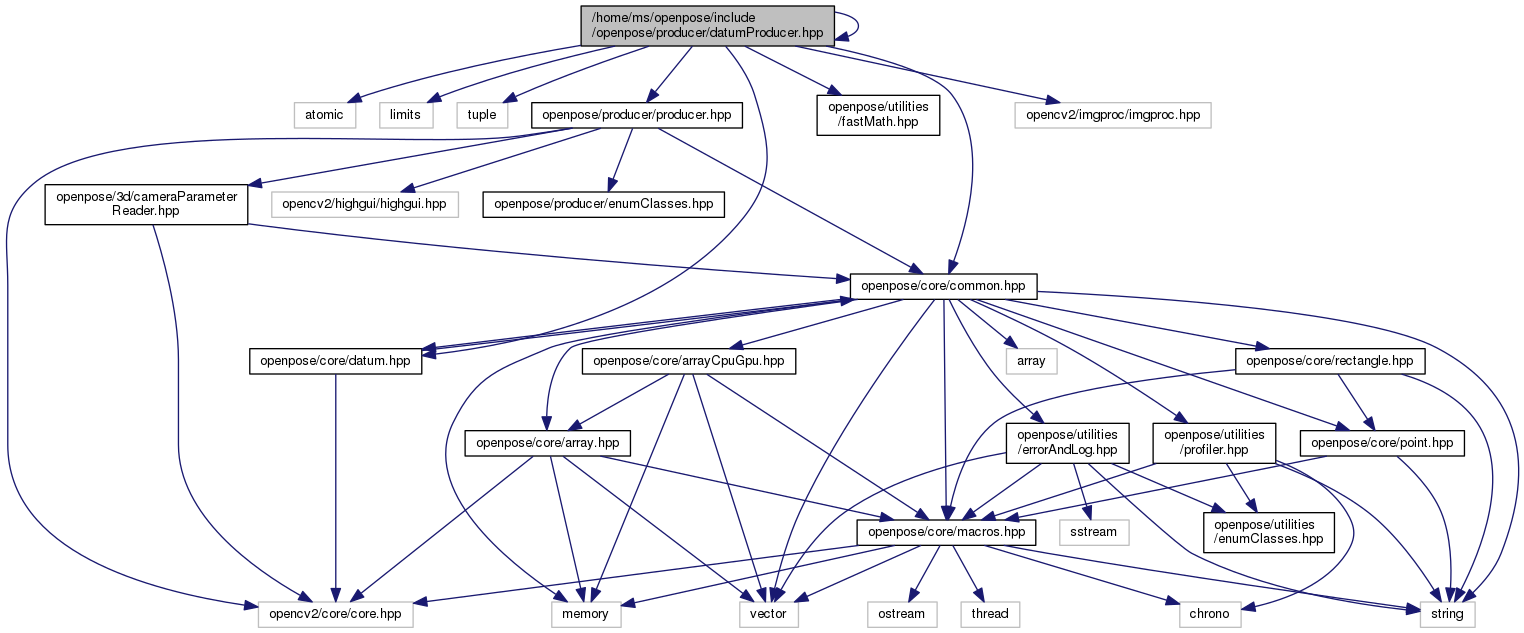 /home/ms/openpose/include
/openpose/producer/datumProducer.hpp
atomic
limits
tuple
openpose/producer/producer.hpp
openpose/utilities
/fastMath.hpp
opencv2/imgproc/imgproc.hpp
openpose/3d/cameraParameter
Reader.hpp
opencv2/highgui/highgui.hpp
openpose/producer/enumClasses.hpp
openpose/core/common.hpp
openpose/core/datum.hpp
openpose/core/arrayCpuGpu.hpp
array
openpose/core/rectangle.hpp
openpose/core/array.hpp
openpose/utilities
/errorAndLog.hpp
openpose/utilities
/profiler.hpp
openpose/core/point.hpp
openpose/core/macros.hpp
sstream
openpose/utilities
/enumClasses.hpp
opencv2/core/core.hpp
memory
vector
ostream
thread
chrono
string